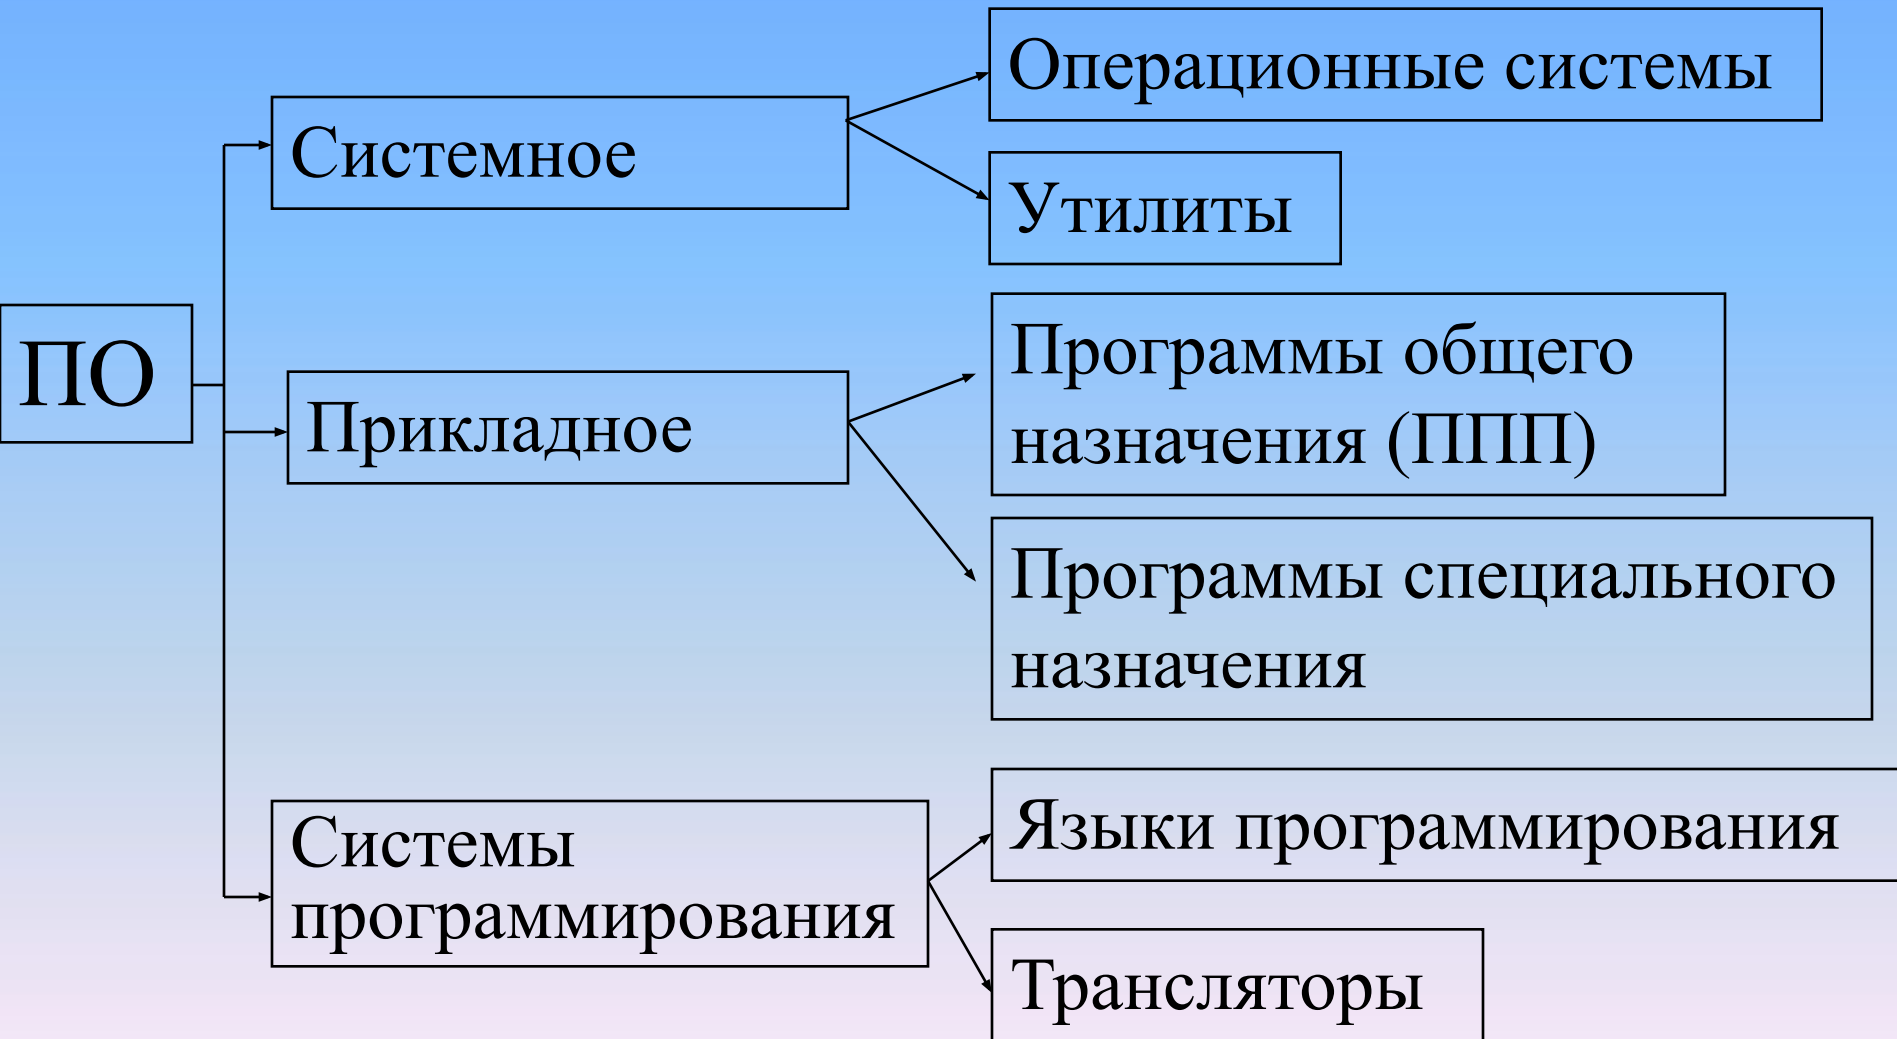 ПО
Системное
Операционные системы
Утилиты
Прикладное
Программы общего
назначения (ППП)
Программы специального
назначения
Системы
программирования
Языки программирования
Трансляторы